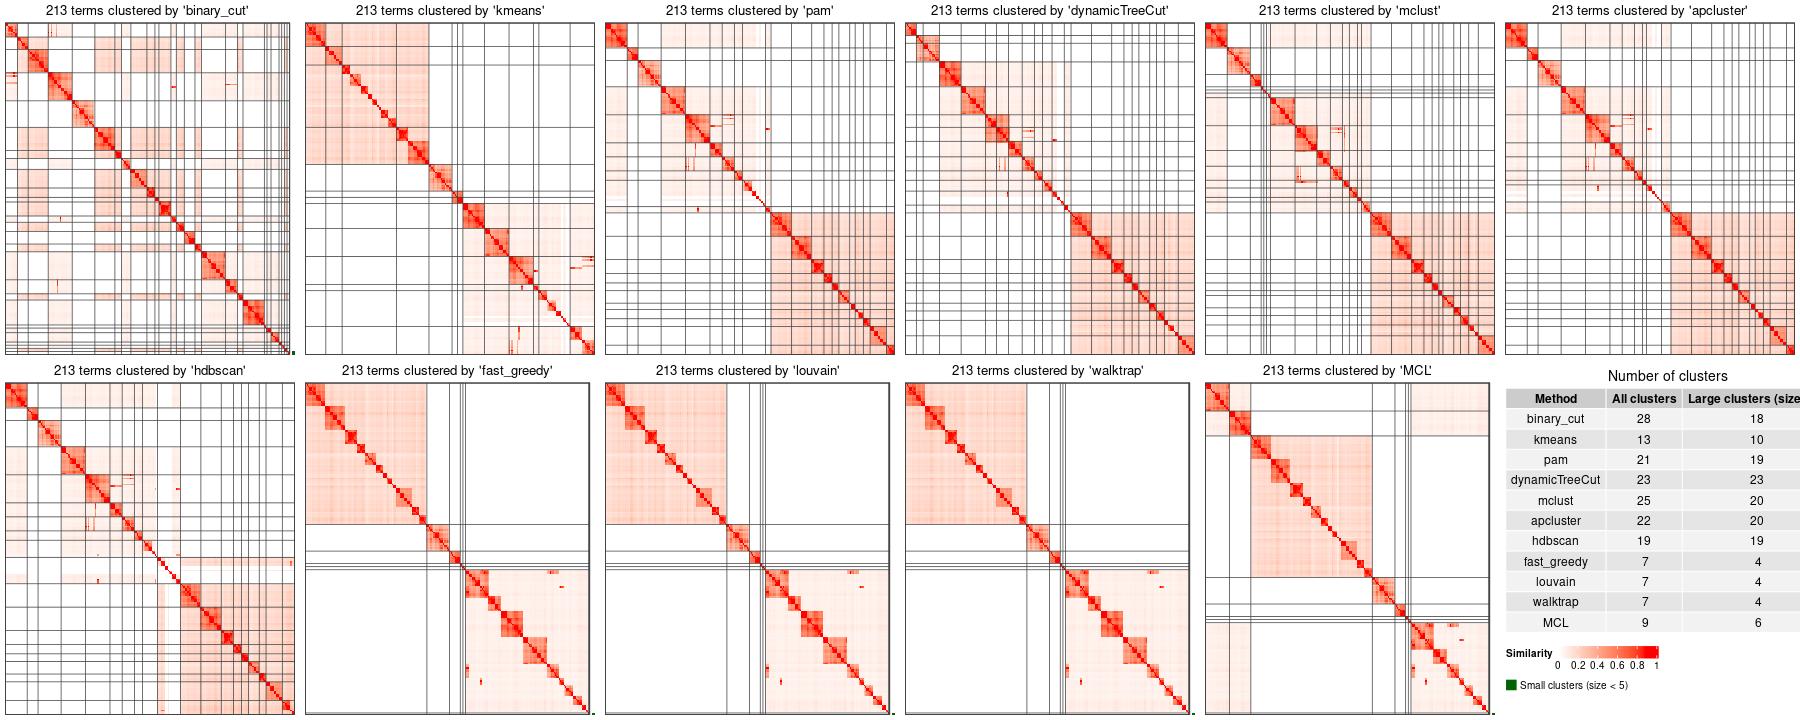 213 terms clustered by 'binary_cut'
213 terms clustered by 'kmeans'
213 terms clustered by 'pam'
213 terms clustered by 'dynamicTreeCut'
213 terms clustered by 'mclust'
213 terms clustered by 'apcluster'
213 terms clustered by 'hdbscan'
213 terms clustered by 'fast_greedy'
213 terms clustered by 'louvain'
213 terms clustered by 'walktrap'
213 terms clustered by 'MCL'
Number of clusters
Method All clusters Large clusters (size
binary_cut 28 18
kmeans 13 10
pam 21 19
dynamicTreeCut 23 23
mclust 25 20
apcluster 22 20
hdbscan 19 19
fast_greedy 7 4
louvain 7 4
walktrap 7 4
MCL 9 6
Similarity
0 0.2 0.4 0.6 0.8 1
Small clusters (size < 5)